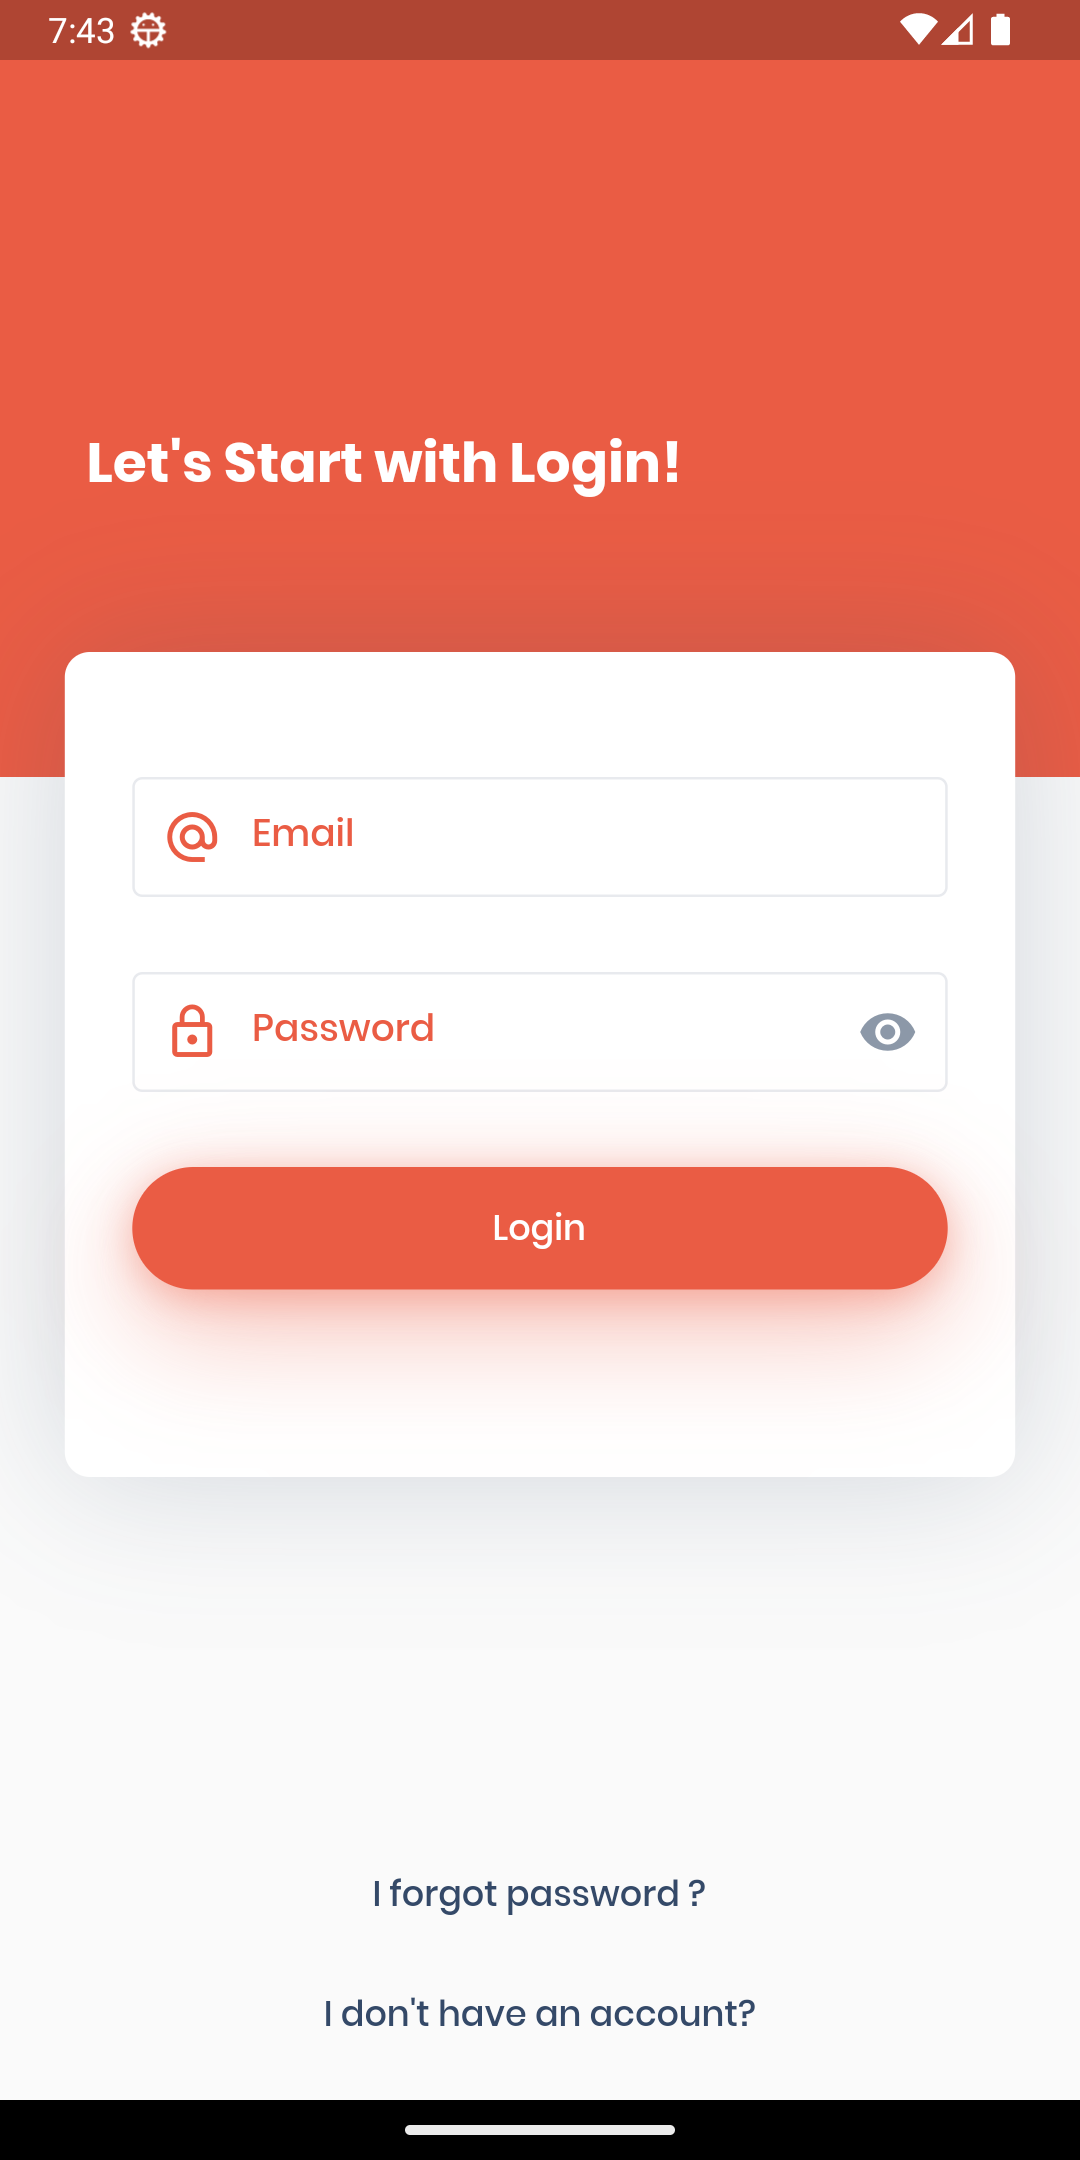 7:43
Let's Start with Login!
Email
Password
Login
I forgot password ?
I don't have an account?